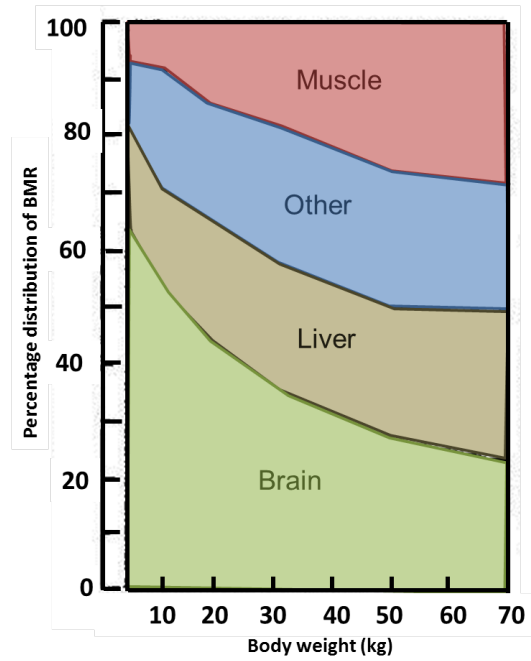 Percentage distribution of BMR
100
80
60
40
20
0
Muscle
Other
Liver
Brain
10 20 30 40 50 60 70
Body weight (kg)